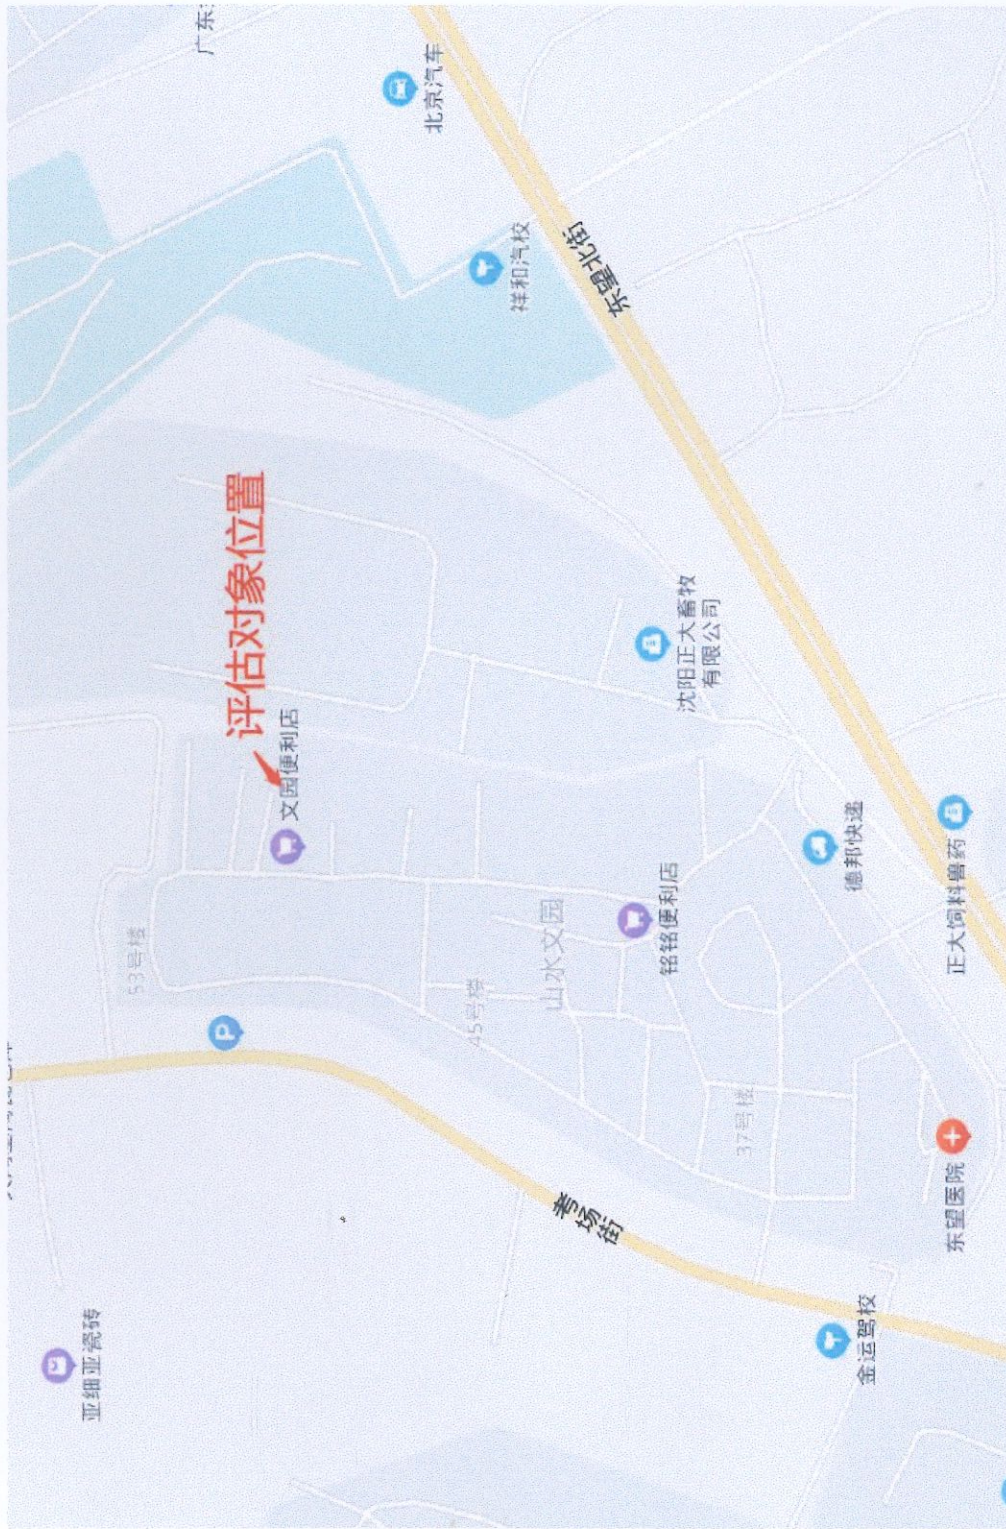 亚细亚瓷砖
53号楼
广东
P
评估对象位置
文园便利店
北京汽车
45号楼
祥和汽校
山水文园
考场街
东望北街
铭铭便利店
沈阳正大畜牧
有限公司
37号楼
德邦快递
金运驾校
东望医院
正大饲料兽药